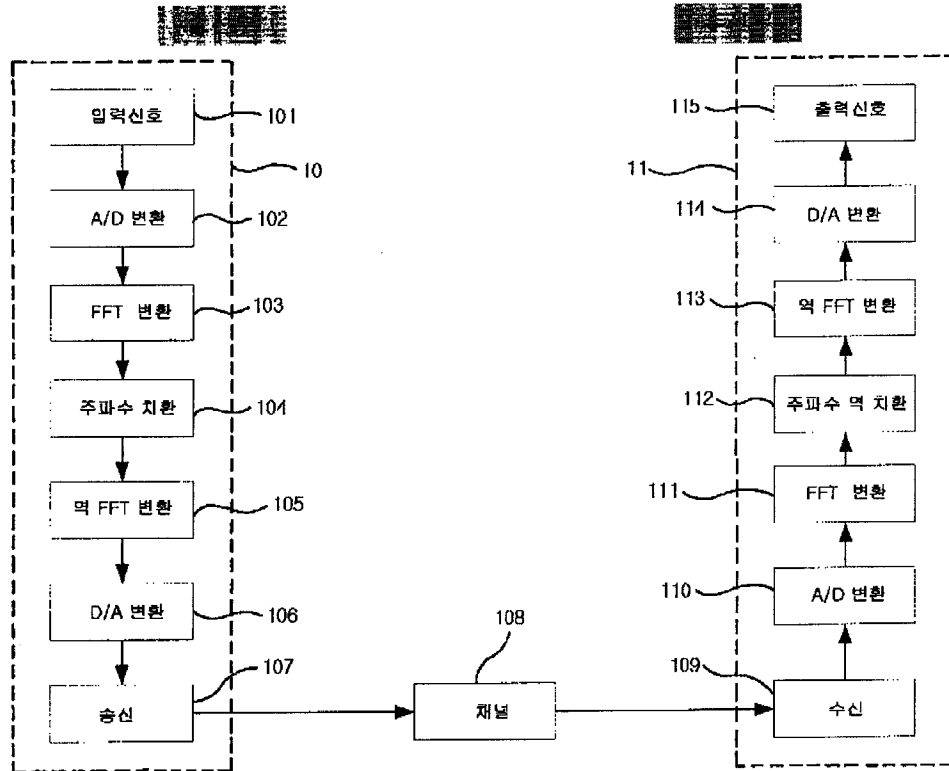 입력신호
101
10
A/D 변환
102
FFT 변환
103
주파수 치환
104
역 FFT 변환
105
D/A 변환
106
송신
107
채널
108
수신
109
A/D 변환
110
FFT 변환
111
주파수 역 치환
112
역 FFT 변환
113
D/A 변환
114
출력신호
115
11